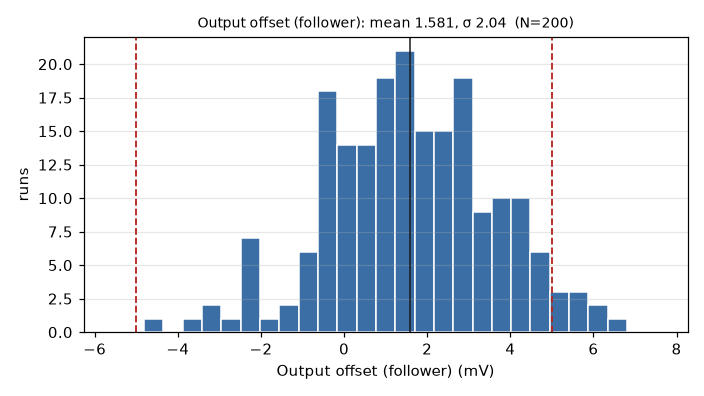 Output offset (follower): mean 1.581, σ 2.04  (N=200)
20.0
17.5
15.0
12.5
10.0
7.5
5.0
2.5
0.0
runs
−6 −4 −2 0 2 4 6 8
Output offset (follower) (mV)